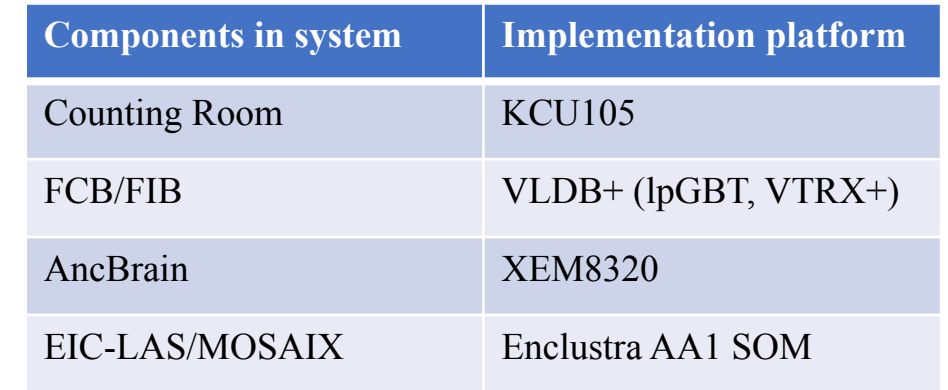 Components in system Implementation platform
Counting Room KCU105
FCB/FIB VLDB+ (lpGBT, VTRX+)
AncBrain XEM8320
EIC-LAS/MOSAIX Enclustra AA1 SOM